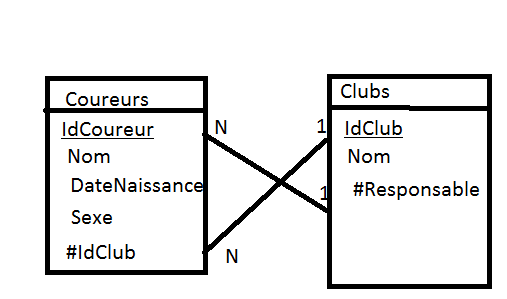 Coureurs
IdCoureur
Nom
DateNaissance
Sexe
#IdClub
N
N
1
1
Clubs
IdClub
Nom
#Responsable